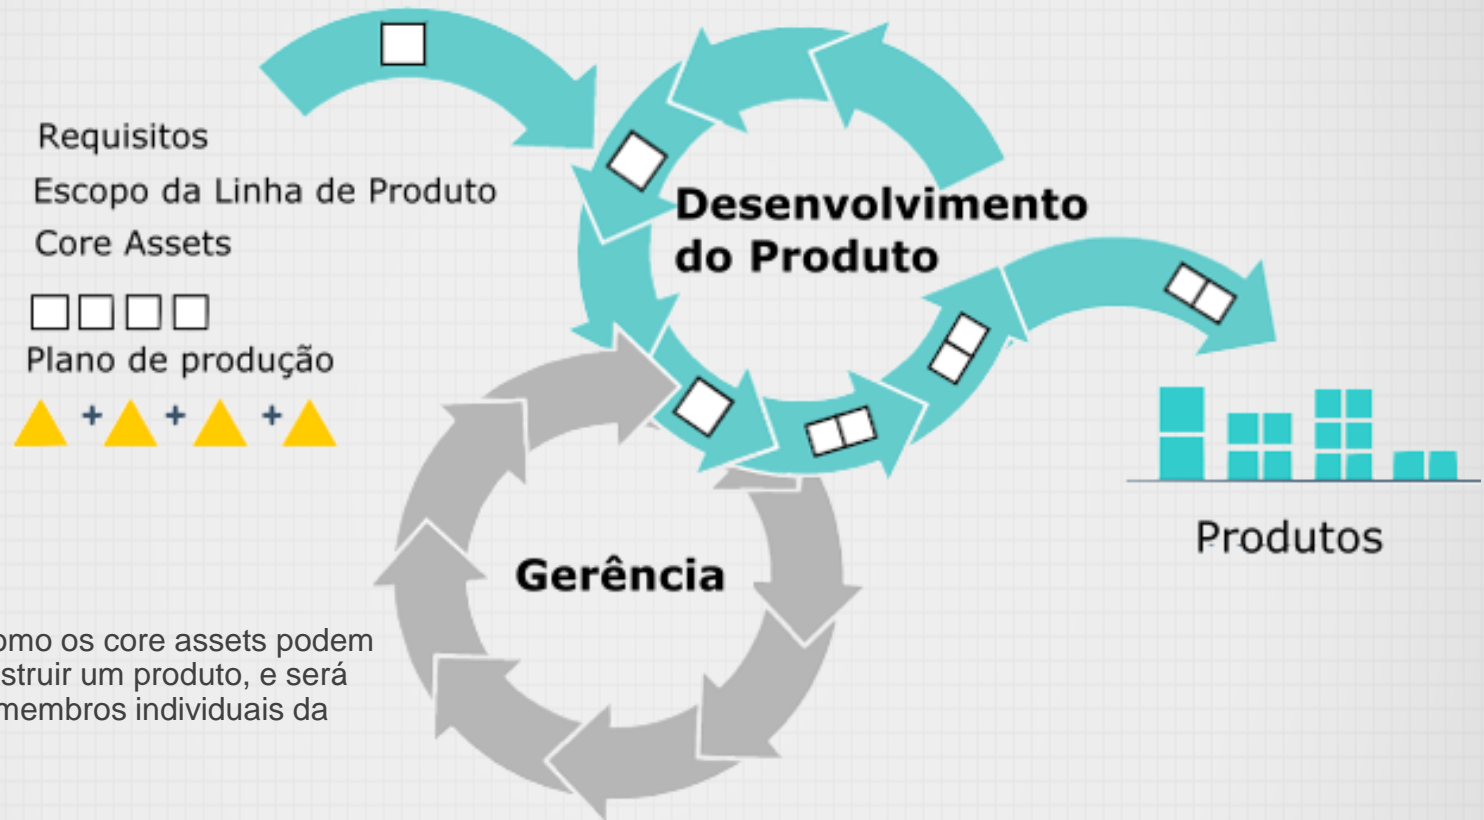 Requisitos
Escopo da Linha de Produto
Core Assets
Plano de produção
+ + +
Desenvolvimento
do Produto
Gerência
Produtos
omo os core assets podem
struir um produto, e será
membros individuais da